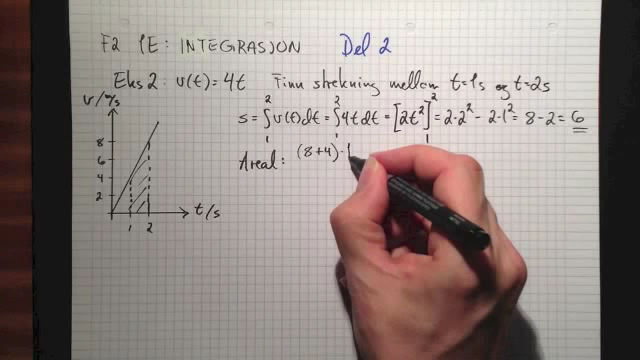 F2 1E: INTEGRASJON Del 2
Eks 2: v(t) = 4t Finn strekning mellom t=1s og t=2s
v/m/s
s = ∫₁² v(t)dt = ∫₁² 4t dt = [2t²]₁² = 2·2² - 2·1² = 8 - 2 = 6
Areal: (8+4)·1
8
6
4
2
t/s
1 2